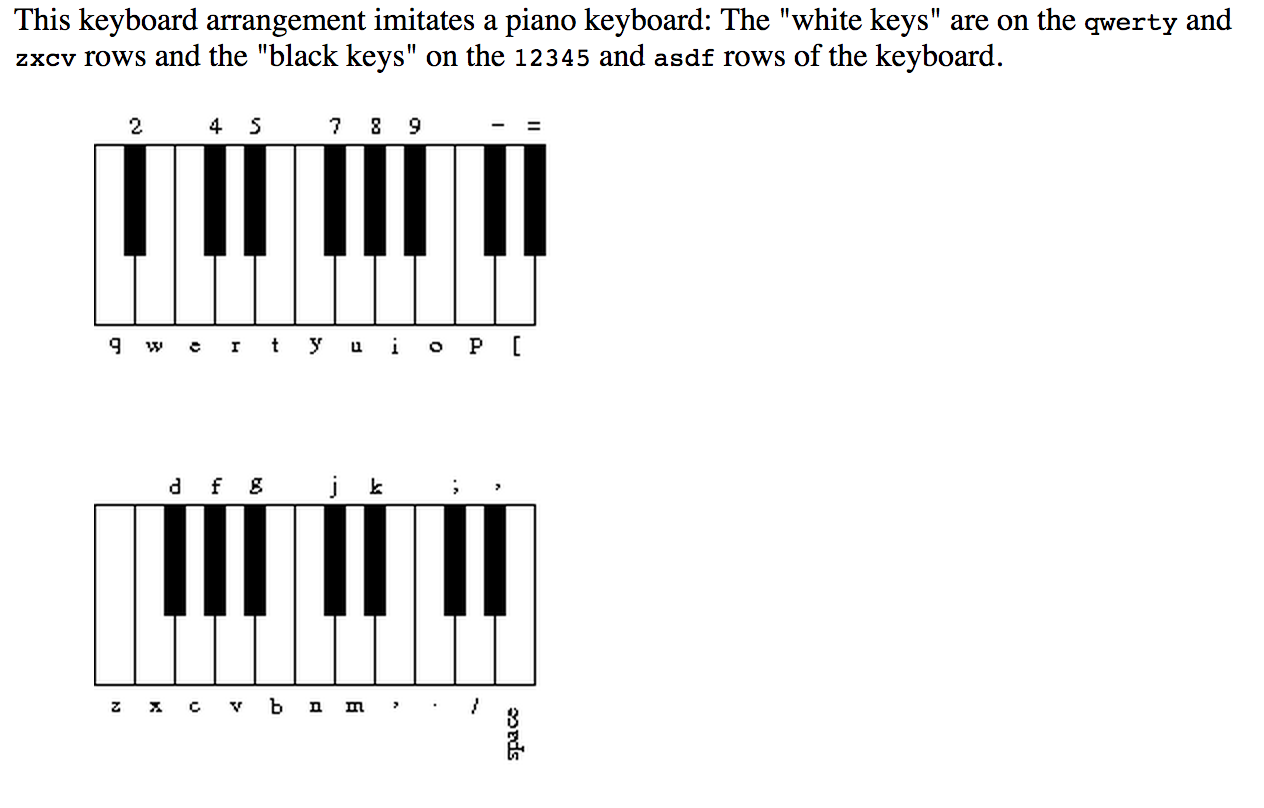 This keyboard arrangement imitates a piano keyboard: The "white keys" are on the qwerty and
zxcv rows and the "black keys" on the 12345 and asdf rows of the keyboard.
2 4 5 7 8 9 - =
q w e r t y u i o p [
d f g j k ; '
z x c v b n m , . / space